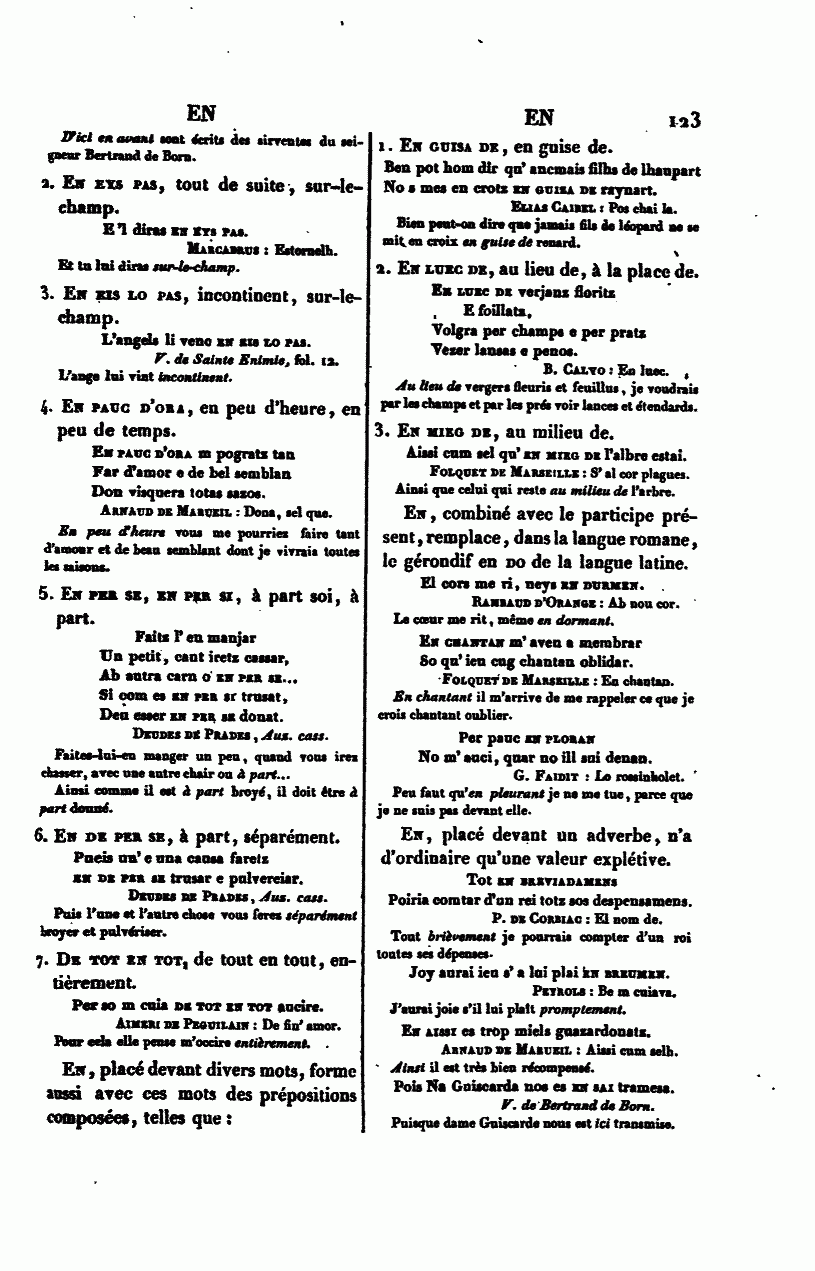 EN
D'ici en avant sont écrits des sirventes du sei-
gneur Bertrand de Born.
2. En eys pas, tout de suite, sur-le-
champ.
E 'l diras en eys pas.
Marcabrus : Estornelh.
Et tu lui diras sur-le-champ.
3. En eis lo pas, incontinent, sur-le-
champ.
L'angels li venc en eis lo pas.
V. de Sainte Enimie, fol. 12.
L'ange lui vint incontinent.
4. En pauc d'ora, en peu d'heure, en
peu de temps.
En pauc d'ora m pogratz tan
Far d'amor e de bel semblan
Don visquera totas sazos.
Arnaud de Marueil : Dona, sel que.
En peu d'heure vous me pourriez faire tant
d'amour et de beau semblant dont je vivrais toutes
les saisons.
5. En per se, en per si, à part soi, à
part.
Faitz l' en manjar
Un petit, cant iretz cassar,
Ab autra carn o en per se...
Si com es en per si trusat,
Deu esser en per se donat.
Deudes de Prades, Aus. cass.
Faites-lui-en manger un peu, quand vous irez
chasser, avec une autre chair ou à part...
Ainsi comme il est à part broyé, il doit être à
part donné.
6. En de per se, à part, séparément.
Pueis un' e una causa faretz
en de per se trusar e pulverejar.
Deudes de Prades, Aus. cass.
Puis l'une et l'autre chose vous ferez séparément
broyer et pulvériser.
7. De tot en tot, de tout en tout, en-
tièrement.
Per so m cuia de tot en tot aucire.
Aimeri de Peguilain : De fin' amor.
Pour cela elle pense m'occire entièrement.
En, placé devant divers mots, forme
aussi avec ces mots des prépositions
composées, telles que :
EN 123
1. En guisa de, en guise de.
Ben pot hom dir qu' ancmais filhs de lhaupart
No s mes en crotz en guisa de raynart.
Elias Cairel : Pos chai la.
Bien peut-on dire que jamais fils de léopard ne se
mit en croix en guise de renard.
2. En luec de, au lieu de, à la place de.
En luec de verjans floritz
E foillatz,
Volgra per champs e per pratz
Vezer lansas e penos.
B. Calvo : En luec.
Au lieu de vergers fleuris et feuillus, je voudrais
par les champs et par les prés voir lances et étendards.
3. En mieg de, au milieu de.
Aissi cum sel qu' en mieg de l'albre estai.
Folquet de Marseille : S' al cor plagues.
Ainsi que celui qui reste au milieu de l'arbre.
En, combiné avec le participe pré-
sent, remplace, dans la langue romane,
le gérondif en do de la langue latine.
El cors me ri, neys en durmen.
Rambaud d'Orange : Ab nou cor.
Le cœur me rit, même en dormant.
En chantan m' aven a membrar
So qu' ieu cug chantan oblidar.
Folquet de Marseille : En chantan.
En chantant il m'arrive de me rappeler ce que je
crois chantant oublier.
Per pauc en ploran
No m' auci, quar no ill sui denan.
G. Faidit : Lo rossinholet.
Peu faut qu'en pleurant je ne me tue, parce que
je ne suis pas devant elle.
En, placé devant un adverbe, n'a
d'ordinaire qu'une valeur explétive.
Tot en breviadamens
Poiria comtar d'un rei totz sos despensamens.
P. de Corbiac : El nom de.
Tout brièvement je pourrais compter d'un roi
toutes ses dépenses.
Joy aurai ieu s' a lui plai en breumen.
Peyrols : Be m cuiava.
J'aurai joie s'il lui plaît promptement.
En aissi es trop miels guazardonatz.
Arnaud de Marueil : Aissi cum selh.
Ainsi il est très bien récompensé.
Pois Na Guiscarda nos es en sai tramesa.
V. de Bertrand de Born.
Puisque dame Guiscarde nous est ici transmise.